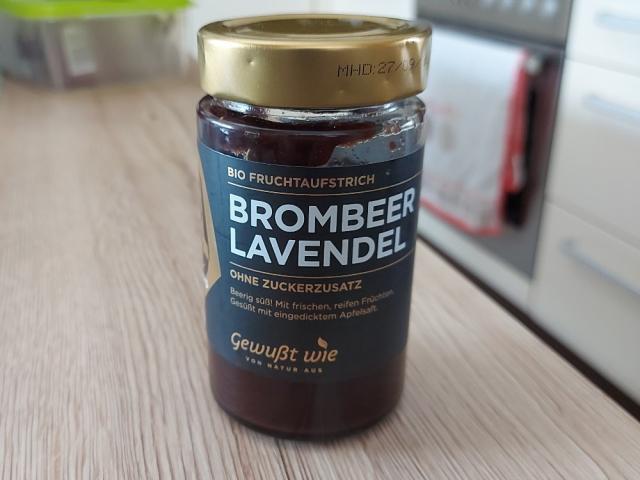 MHD:27/09/
BIO FRUCHTAUFSTRICH
BROMBEER
LAVENDEL
OHNE ZUCKERZUSATZ
Beerig süß! Mit frischen, reifen Früchten.
Gesüßt mit eingedicktem Apfelsaft.
Gewußt wie
VON NATUR AUS